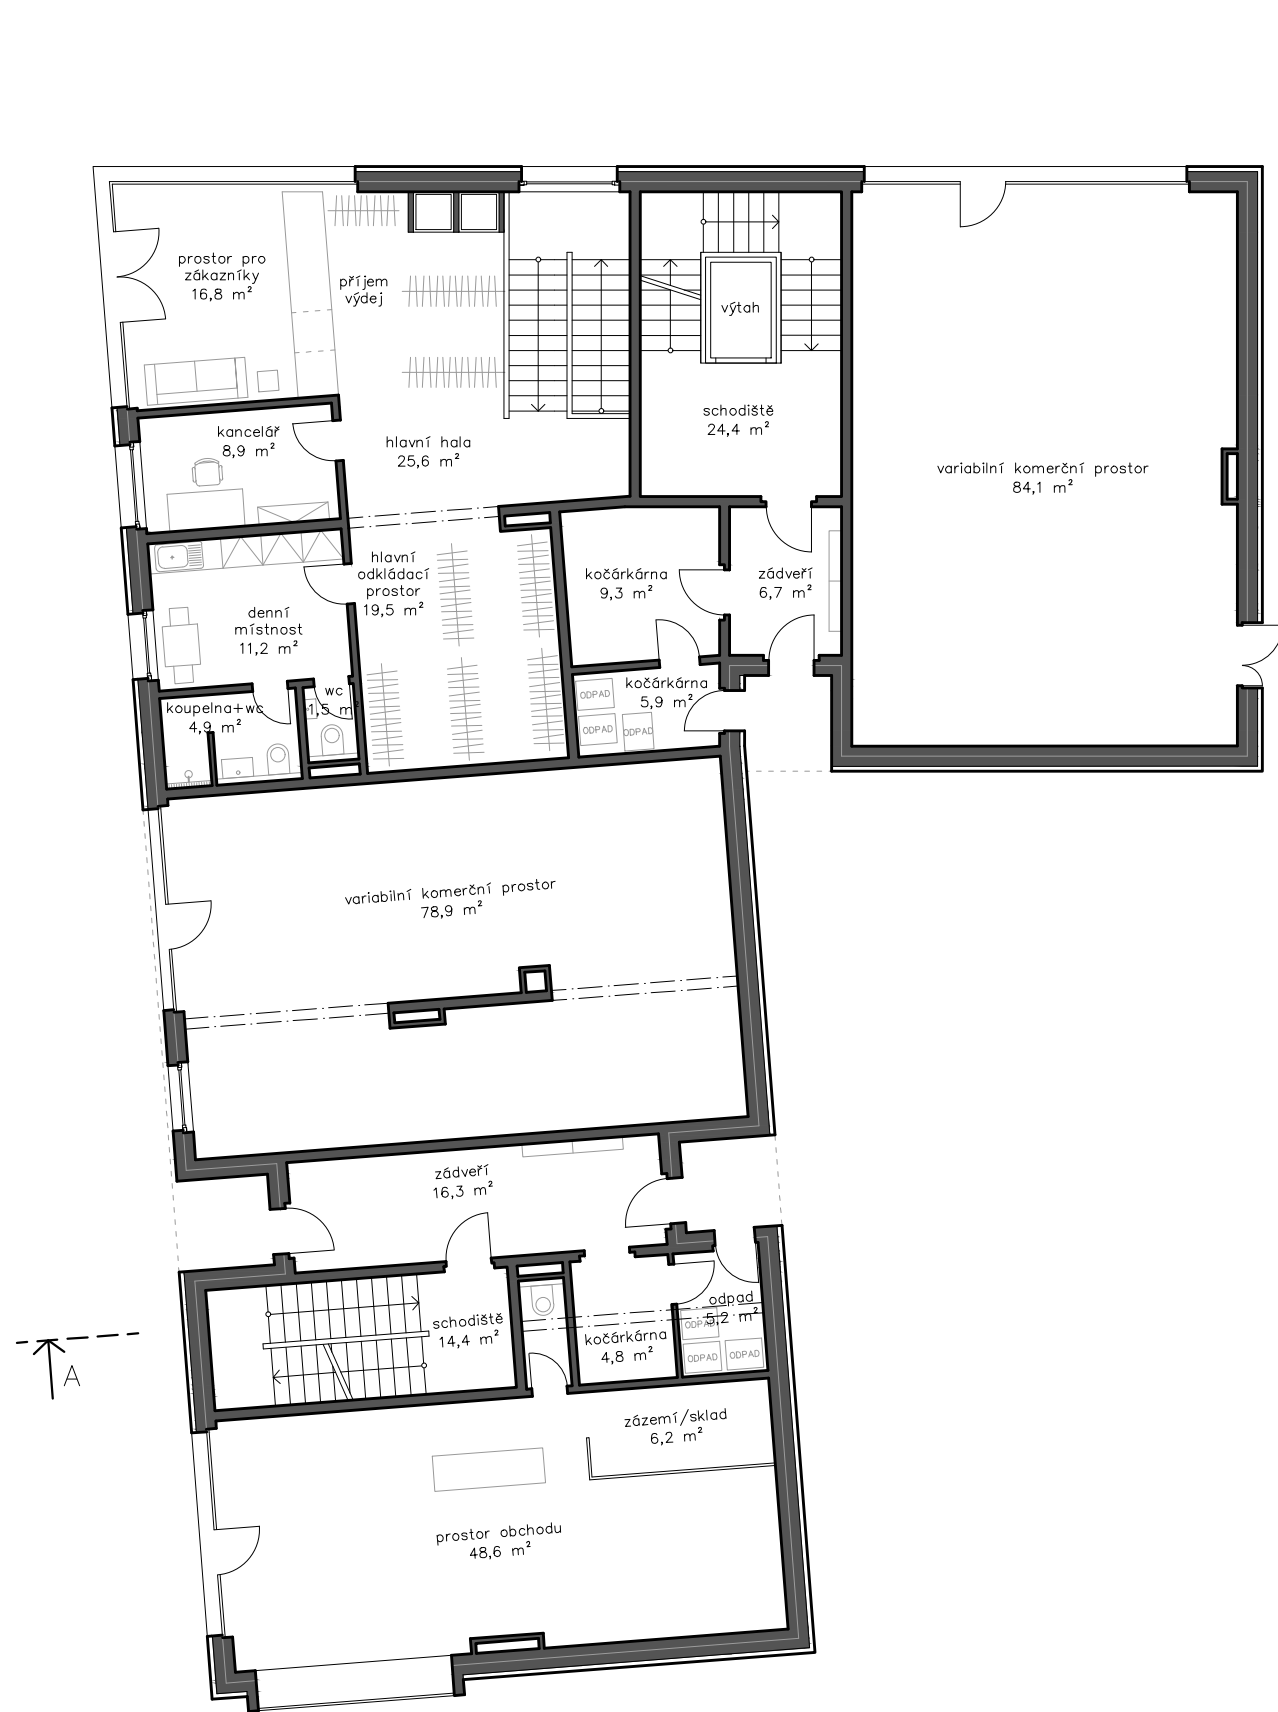 prostor pro
zákazníky
16,8 m²
příjem
výdej
výtah
kancelář
8,9 m²
hlavní hala
25,6 m²
schodiště
24,4 m²
variabilní komerční prostor
84,1 m²
hlavní
odkládací
prostor
19,5 m²
kočárkárna
9,3 m²
zádveří
6,7 m²
denní
místnost
11,2 m²
koupelna+wc
4,9 m²
wc
1,5 m²
kočárkárna
5,9 m²
ODPAD
ODPAD
ODPAD
variabilní komerční prostor
78,9 m²
zádveří
16,3 m²
schodiště
14,4 m²
kočárkárna
4,8 m²
odpad
5,2 m²
ODPAD
ODPAD
ODPAD
A
zázemí/sklad
6,2 m²
prostor obchodu
48,6 m²